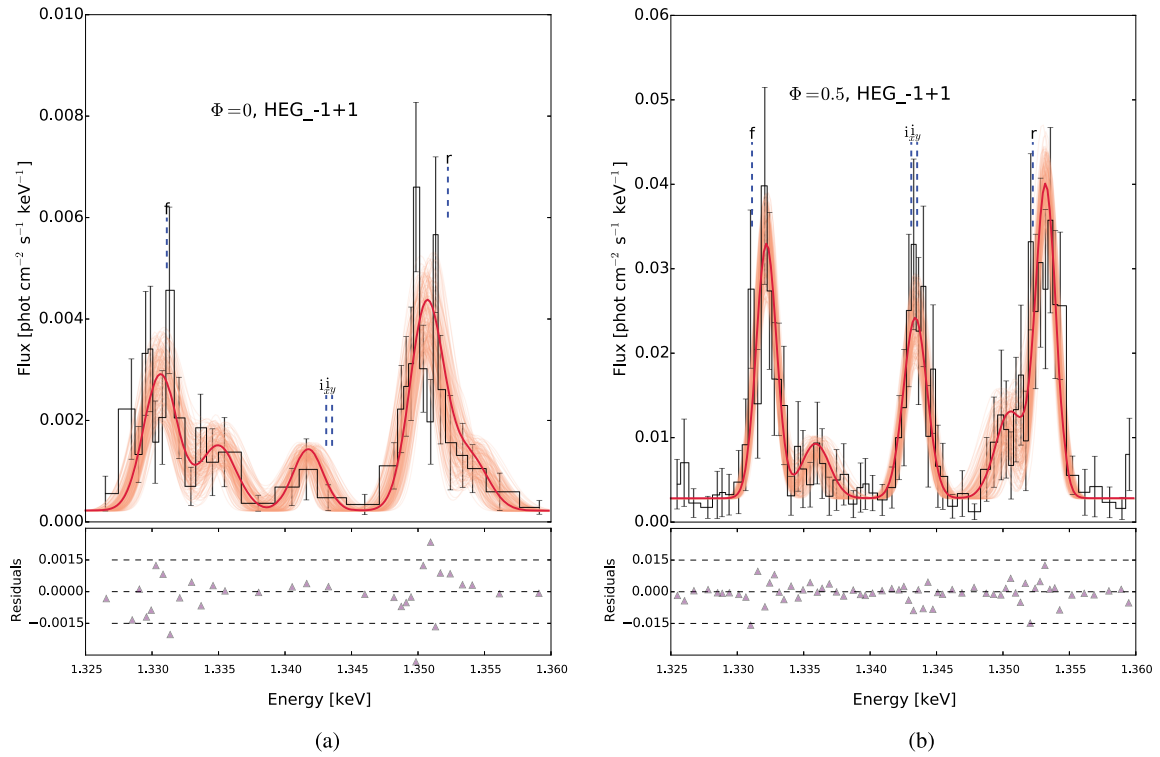 0.010
0.008
0.006
0.004
0.002
0.000
Flux [phot cm⁻² s⁻¹ keV⁻¹]
Φ=0, HEG_-1+1
f
i i
x y
r
0.0015
0.0000
−0.0015
Residuals
1.325 1.330 1.335 1.340 1.345 1.350 1.355 1.360
Energy [keV]
(a)
0.06
0.05
0.04
0.03
0.02
0.01
0.00
Flux [phot cm⁻² s⁻¹ keV⁻¹]
Φ=0.5, HEG_-1+1
f
i i
x y
r
0.015
0.000
−0.015
Residuals
1.325 1.330 1.335 1.340 1.345 1.350 1.355 1.360
Energy [keV]
(b)